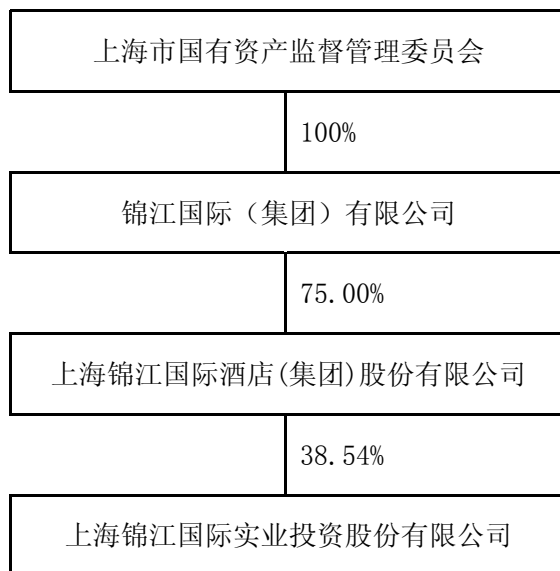 上海市国有资产监督管理委员会
100%
锦江国际（集团）有限公司
75.00%
上海锦江国际酒店(集团)股份有限公司
38.54%
上海锦江国际实业投资股份有限公司